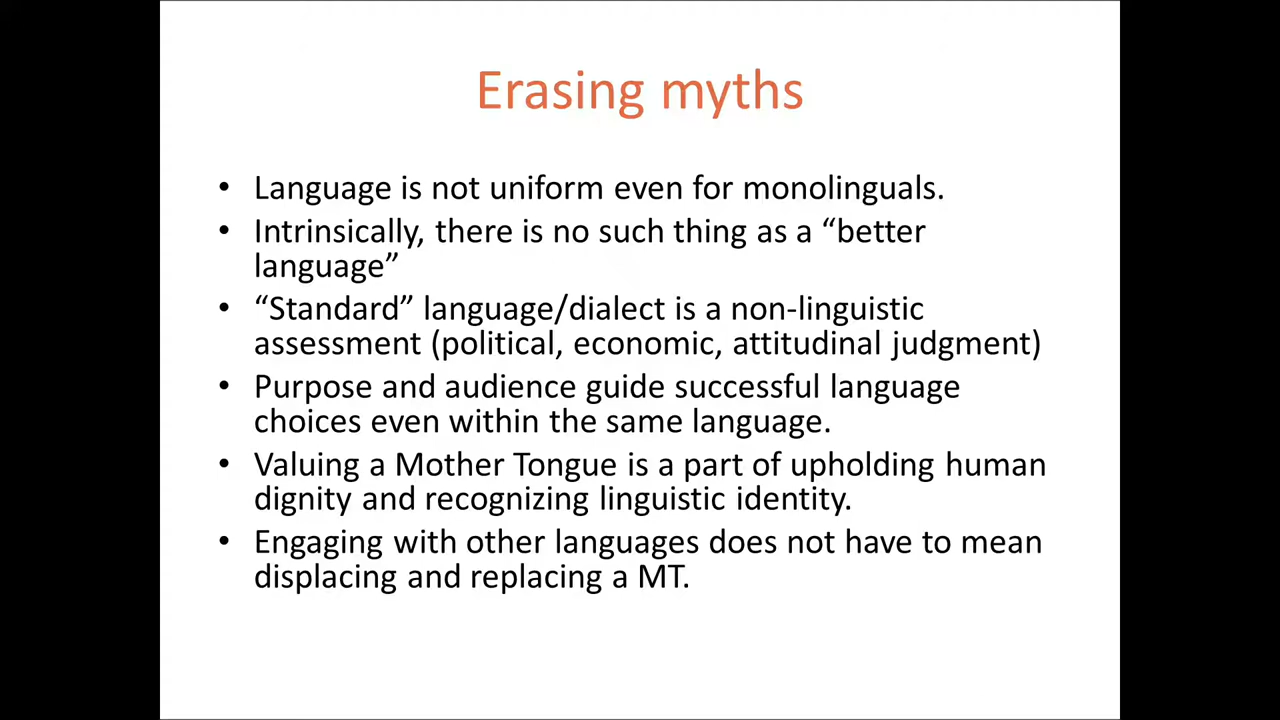 Erasing myths
• Language is not uniform even for monolinguals.
• Intrinsically, there is no such thing as a “better
language”
• “Standard” language/dialect is a non-linguistic
assessment (political, economic, attitudinal judgment)
• Purpose and audience guide successful language
choices even within the same language.
• Valuing a Mother Tongue is a part of upholding human
dignity and recognizing linguistic identity.
• Engaging with other languages does not have to mean
displacing and replacing a MT.